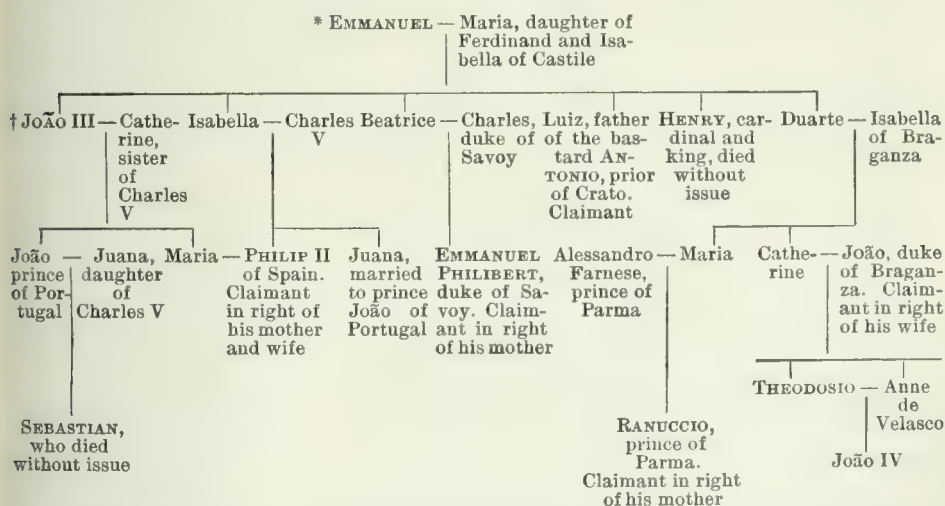 * EMMANUEL — Maria, daughter of
Ferdinand and Isa-
bella of Castile
† JOÃO III — Cathe-
rine,
sister
of
Charles
V
Isabella — Charles
V
Beatrice — Charles,
duke of
Savoy
Luiz, father
of the bas-
tard AN-
TONIO, prior
of Crato.
Claimant
HENRY, car-
dinal and
king, died
without
issue
Duarte — Isabella
of Bra-
ganza
João —
prince
of Por-
tugal
Juana,
daughter
of
Charles V
Maria — PHILIP II
of Spain.
Claimant
in right of
his mother
and wife
Juana,
married
to prince
João of
Portugal
EMMANUEL
PHILIBERT,
duke of Sa-
voy. Claim-
ant in right
of his mother
Alessandro — Maria
Farnese,
prince of
Parma
Cathe-
rine —
João, duke
of Bragan-
za. Claim-
ant in right
of his wife
THEODOSIO — Anne
de
Velasco
SEBASTIAN,
who died
without issue
RANUCCIO,
prince of
Parma.
Claimant in right
of his mother
João IV